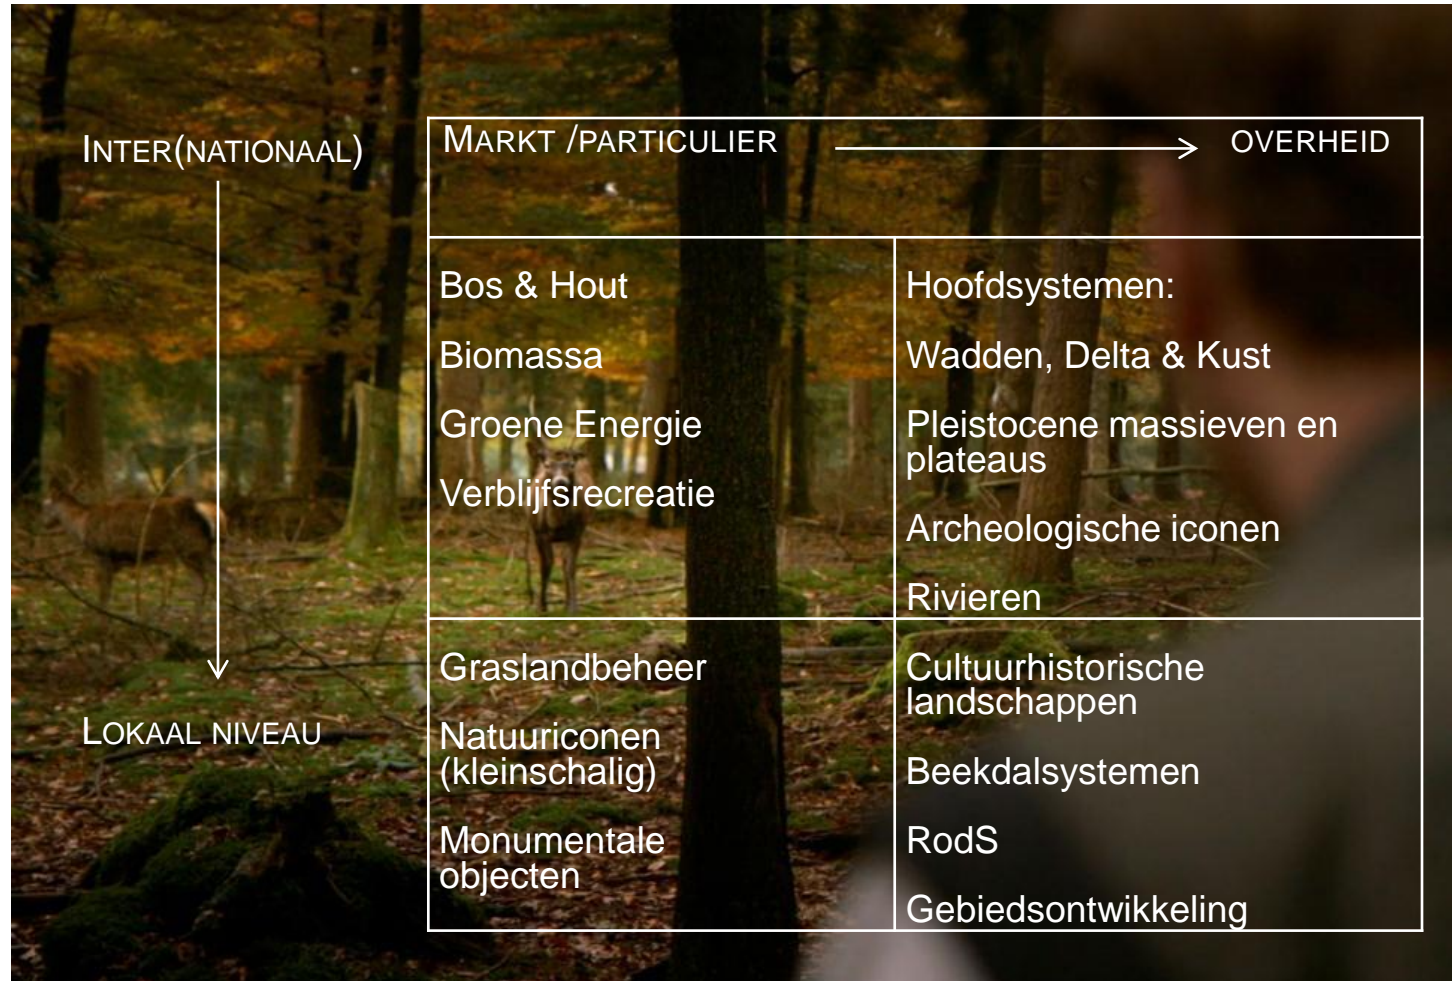 INTER(NATIONAAL)
MARKT /PARTICULIER
OVERHEID
Bos & Hout
Biomassa
Groene Energie
Verblijfsrecreatie
Hoofdsystemen:
Wadden, Delta & Kust
Pleistocene massieven en
plateaus
Archeologische iconen
Rivieren
LOKAAL NIVEAU
Graslandbeheer
Natuuriconen
(kleinschalig)
Monumentale
objecten
Cultuurhistorische
landschappen
Beekdalsystemen
RodS
Gebiedsontwikkeling